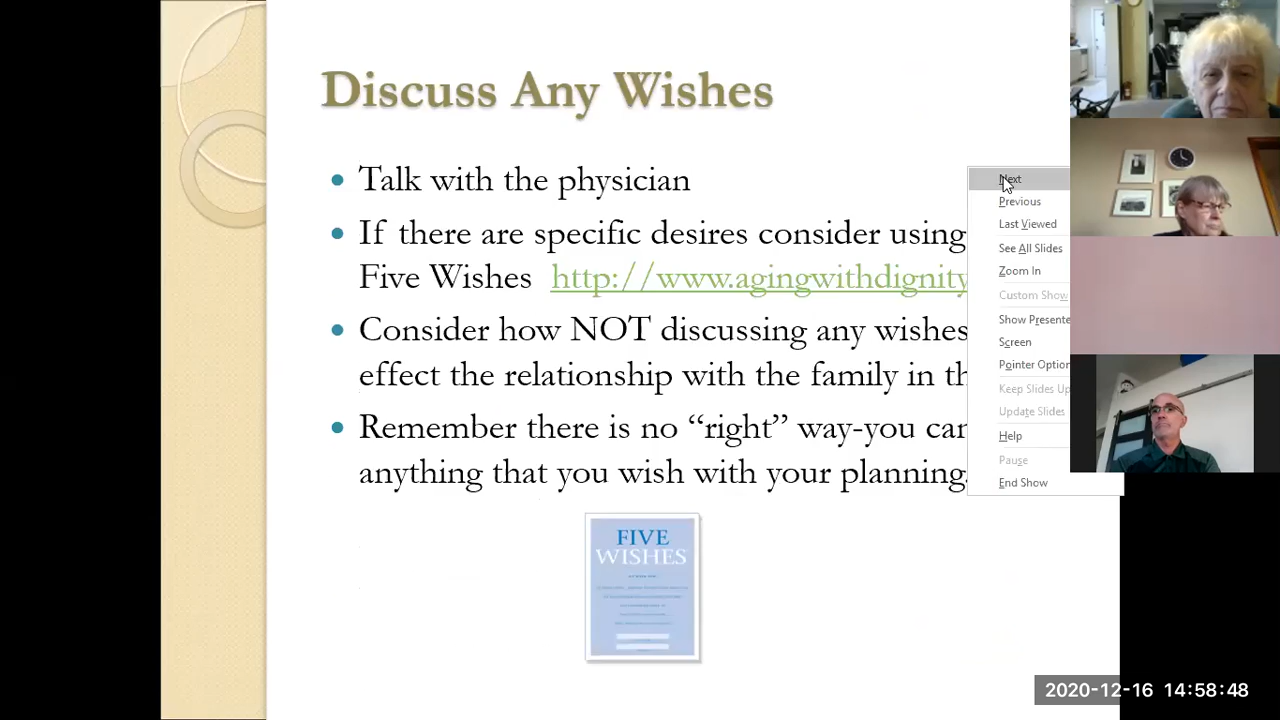 Discuss Any Wishes
Talk with the physician
If there are specific desires consider using
Five Wishes http://www.agingwithdignity
Consider how NOT discussing any wishes
effect the relationship with the family in th
Remember there is no “right” way-you can
anything that you wish with your planning.
Next
Previous
Last Viewed
See All Slides
Zoom In
Custom Show
Show Presente
Screen
Pointer Option
Keep Slides Up
Update Slides
Help
Pause
End Show
FIVE
WISHES
2020-12-16 14:58:48